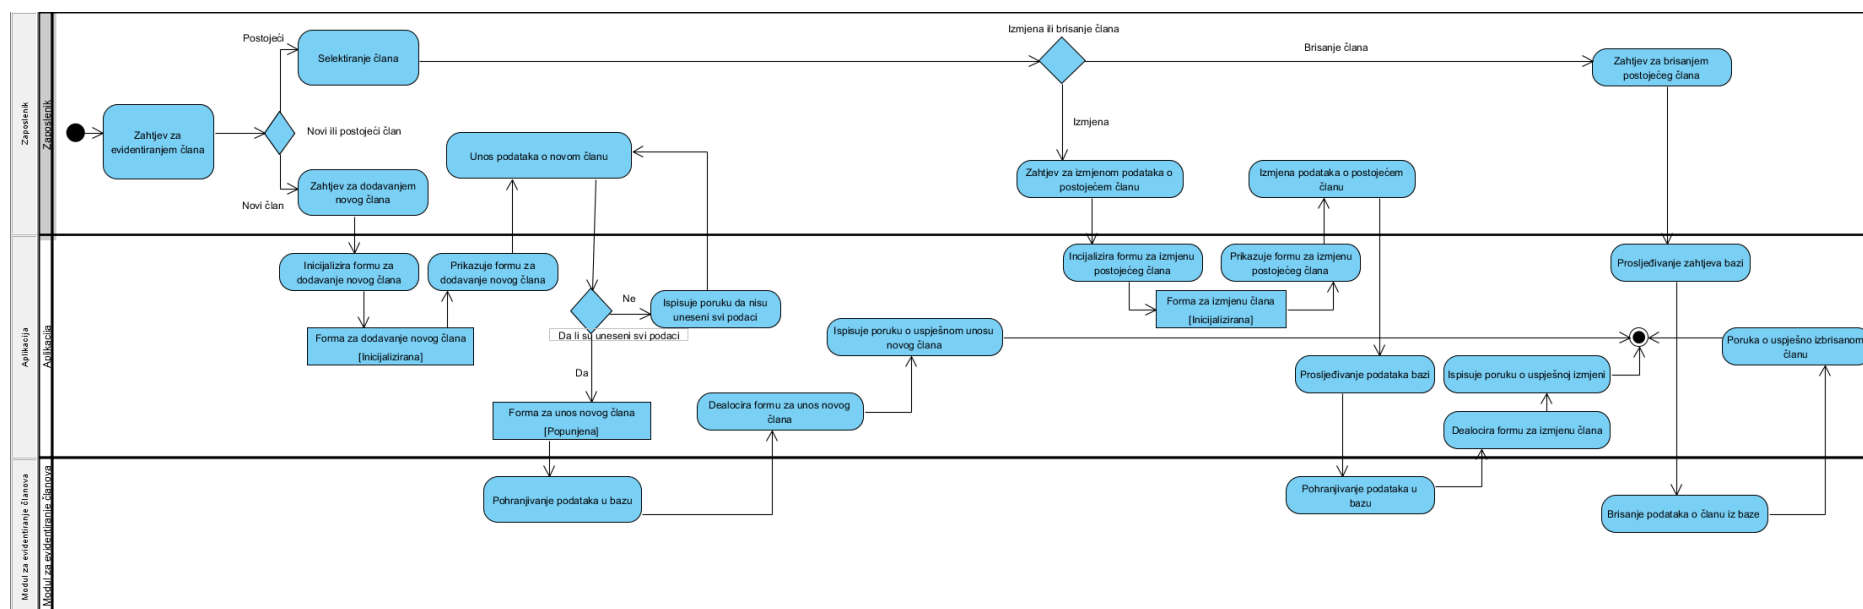 Zaposlenik
Zaposlenik
Postojeći
Selektiranje člana
Izmjena ili brisanje člana
Brisanje člana
Zahtjev za brisanjem
postojećeg člana
Zahtjev za
evidentiranjem člana
Novi ili postojeći član
Izmjena
Unos podataka o novom članu
Zahtjev za dodavanjem
novog člana
Novi član
Zahtjev za izmjenom podataka o
postojećem članu
Izmjena podataka o postojećem
članu
Aplikacija
Aplikacija
Inicijalizira formu za
dodavanje novog člana
Prikazuje formu za
dodavanje novog člana
Incijalizira formu za izmjenu
postojećeg člana
Prikazuje formu za izmjenu
postojećeg člana
Prosljeđivanje zahtjeva bazi
Ne
Ispisuje poruku da nisu
uneseni svi podaci
Forma za izmjenu člana
[Inicijalizirana]
Da li su uneseni svi podaci
Forma za dodavanje novog člana
[Inicijalizirana]
Ispisuje poruku o uspješnom unosu
novog člana
Poruka o uspješno izbrisanom
članu
Da
Prosljeđivanje podataka bazi
Ispisuje poruku o uspješnoj izmjeni
Forma za unos novog člana
[Popunjena]
Dealocira formu za unos novog
člana
Dealocira formu za izmjenu člana
Modul za evidentiranje članova
Modul za evidentiranje članova
Pohranjivanje podataka u bazu
Pohranjivanje podataka u
bazu
Brisanje podataka o članu iz baze